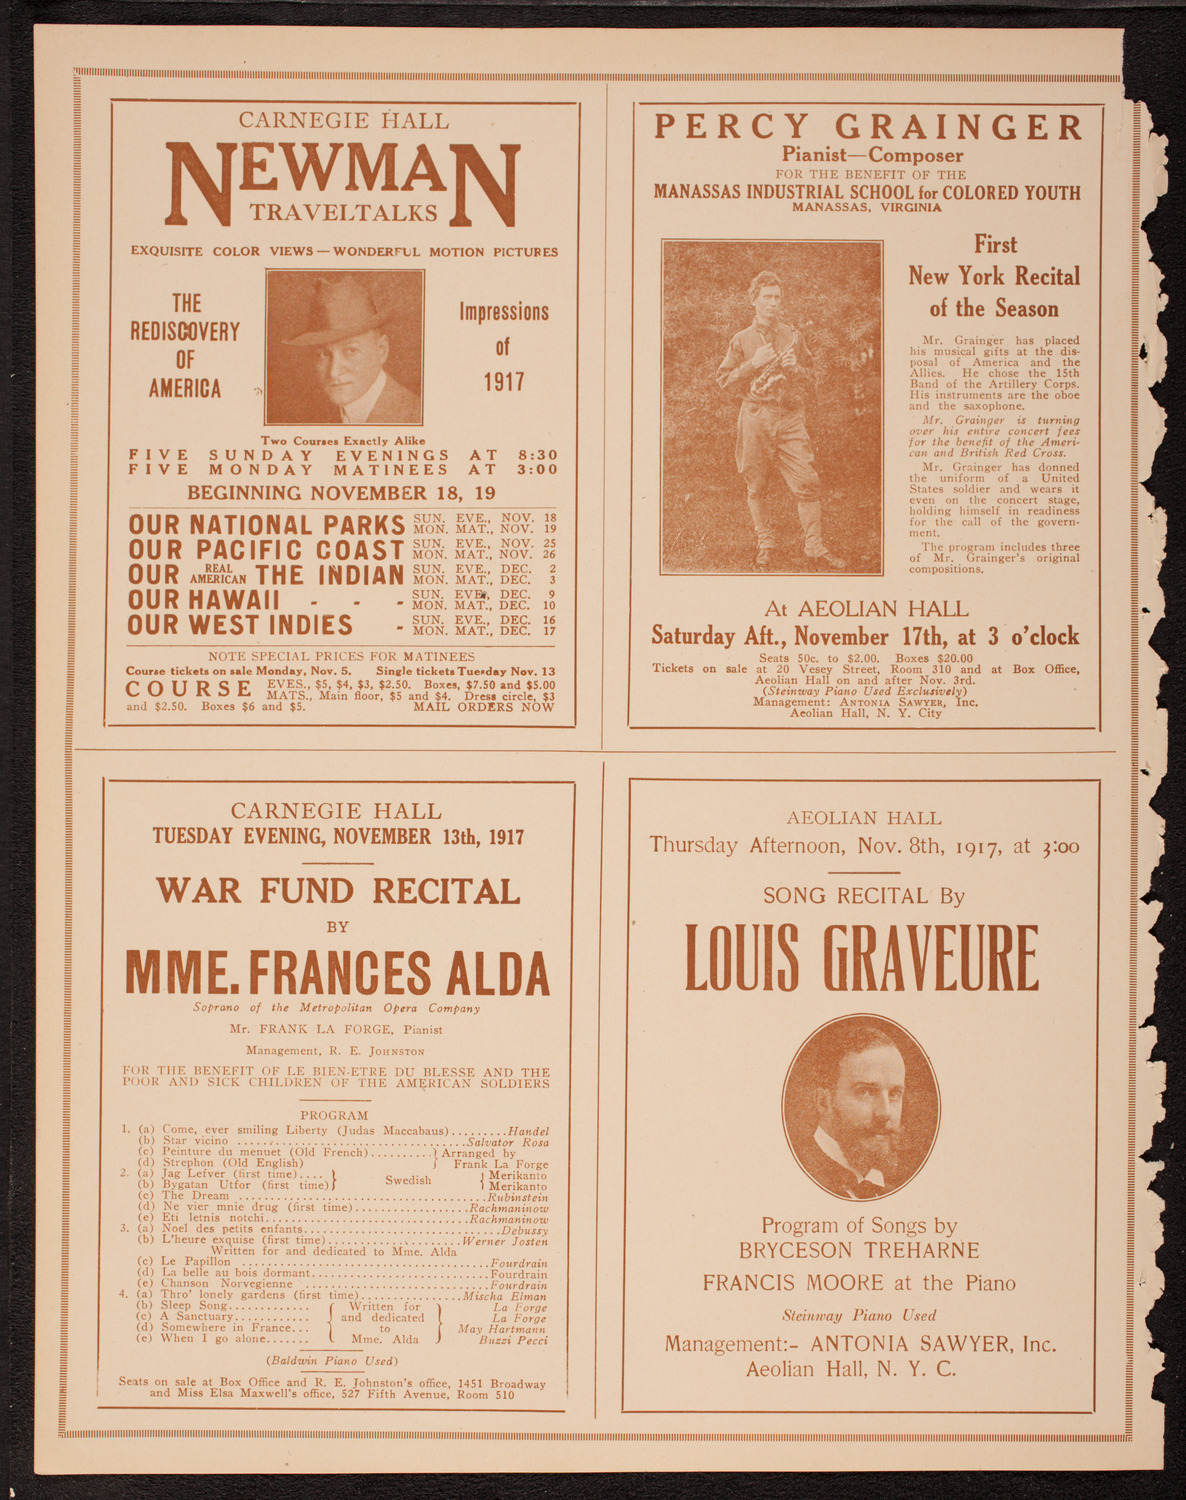 CARNEGIE HALL
NEWMAN
TRAVELTALKS
EXQUISITE COLOR VIEWS — WONDERFUL MOTION PICTURES
THE
REDISCOVERY
OF
AMERICA
Impressions
of
1917
Two Courses Exactly Alike
FIVE SUNDAY EVENINGS AT 8:30
FIVE MONDAY MATINEES AT 3:00
BEGINNING NOVEMBER 18, 19
OUR NATIONAL PARKS SUN. EVE., NOV. 18
MON. MAT., NOV. 19
OUR PACIFIC COAST SUN. EVE., NOV. 25
MON. MAT., NOV. 26
OUR REAL AMERICAN THE INDIAN SUN. EVE., DEC. 2
MON. MAT., DEC. 3
OUR HAWAII - - - SUN. EVE., DEC. 9
MON. MAT., DEC. 10
OUR WEST INDIES - SUN. EVE., DEC. 16
MON. MAT., DEC. 17
NOTE SPECIAL PRICES FOR MATINEES
Course tickets on sale Monday, Nov. 5. Single tickets Tuesday Nov. 13
COURSE EVES., $5, $4, $3, $2.50. Boxes, $7.50 and $5.00
MATS., Main floor, $5 and $4. Dress circle, $3
and $2.50. Boxes $6 and $5. MAIL ORDERS NOW
PERCY GRAINGER
Pianist—Composer
FOR THE BENEFIT OF THE
MANASSAS INDUSTRIAL SCHOOL for COLORED YOUTH
MANASSAS, VIRGINIA
First
New York Recital
of the Season
Mr. Grainger has placed
his musical gifts at the dis-
posal of America and the
Allies. He chose the 15th
Band of the Artillery Corps.
His instruments are the oboe
and the saxophone.
Mr. Grainger is turning
over his entire concert fees
for the benefit of the Ameri-
can and British Red Cross.
Mr. Grainger has donned
the uniform of a United
States soldier and wears it
even on the concert stage,
holding himself in readiness
for the call of the govern-
ment.
The program includes three
of Mr. Grainger's original
compositions.
At AEOLIAN HALL
Saturday Aft., November 17th, at 3 o'clock
Seats 50c. to $2.00. Boxes $20.00
Tickets on sale at 20 Vesey Street, Room 310 and at Box Office,
Aeolian Hall on and after Nov. 3rd.
(Steinway Piano Used Exclusively)
Management: ANTONIA SAWYER, Inc.
Aeolian Hall, N. Y. City
CARNEGIE HALL
TUESDAY EVENING, NOVEMBER 13th, 1917
WAR FUND RECITAL
BY
MME. FRANCES ALDA
Soprano of the Metropolitan Opera Company
Mr. FRANK LA FORGE, Pianist
Management, R. E. JOHNSTON
FOR THE BENEFIT OF LE BIEN-ETRE DU BLESSE AND THE
POOR AND SICK CHILDREN OF THE AMERICAN SOLDIERS
PROGRAM
1. (a) Come, ever smiling Liberty (Judas Maccabaus).........Handel
(b) Star vicino ..................................Salvator Rosa
(c) Peinture du menuet (Old French)..........} Arranged by
(d) Strephon (Old English) } Frank La Forge
2. (a) Jag Lefver (first time)....} Swedish { Merikanto
(b) Bygatan Utfor (first time)} { Merikanto
(c) The Dream .....................................Rubinstein
(d) Ne vier mnie drug (first time).................Rachmaninow
(e) Eti letnis notchi..............................Rachmaninow
3. (a) Noel des petits enfants.............................Debussy
(b) L'heure exquise (first time)....................Werner Josten
Written for and dedicated to Mme. Alda
(c) Le Papillon .....................................Fourdrain
(d) La belle au bois dormant..........................Fourdrain
(e) Chanson Norvegienne ............................Fourdrain
4. (a) Thro' lonely gardens (first time)...............Mischa Elman
(b) Sleep Song............ { Written for } La Forge
(c) A Sanctuary........... and dedicated La Forge
(d) Somewhere in France... to May Hartmann
(e) When I go alone....... { Mme. Alda } Buzzi Pecci
(Baldwin Piano Used)
Seats on sale at Box Office and R. E. Johnston's office, 1451 Broadway
and Miss Elsa Maxwell's office, 527 Fifth Avenue, Room 510
AEOLIAN HALL
Thursday Afternoon, Nov. 8th, 1917, at 3:00
SONG RECITAL By
LOUIS GRAVEURE
Program of Songs by
BRYCESON TREHARNE
FRANCIS MOORE at the Piano
Steinway Piano Used
Management:- ANTONIA SAWYER, Inc.
Aeolian Hall, N. Y. C.